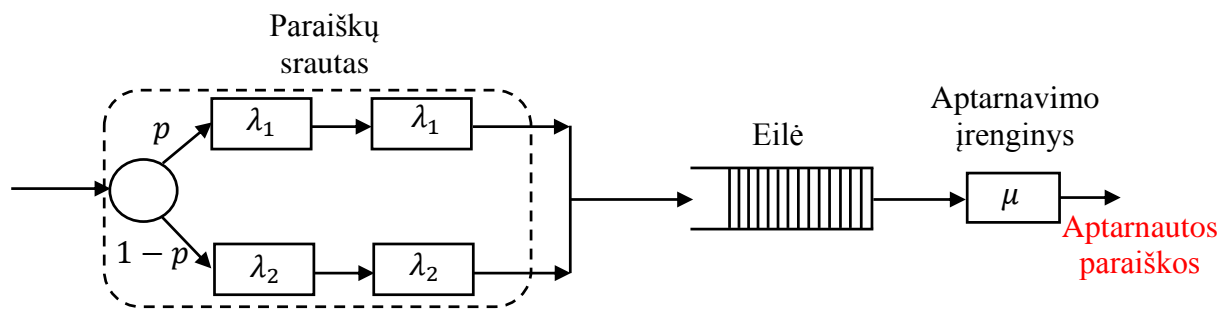 Paraiškų
srautas
p
λ₁
λ₁
Eilė
Aptarnavimo
įrenginys
μ
1 − p
λ₂
λ₂
Aptarnautos
paraiškos